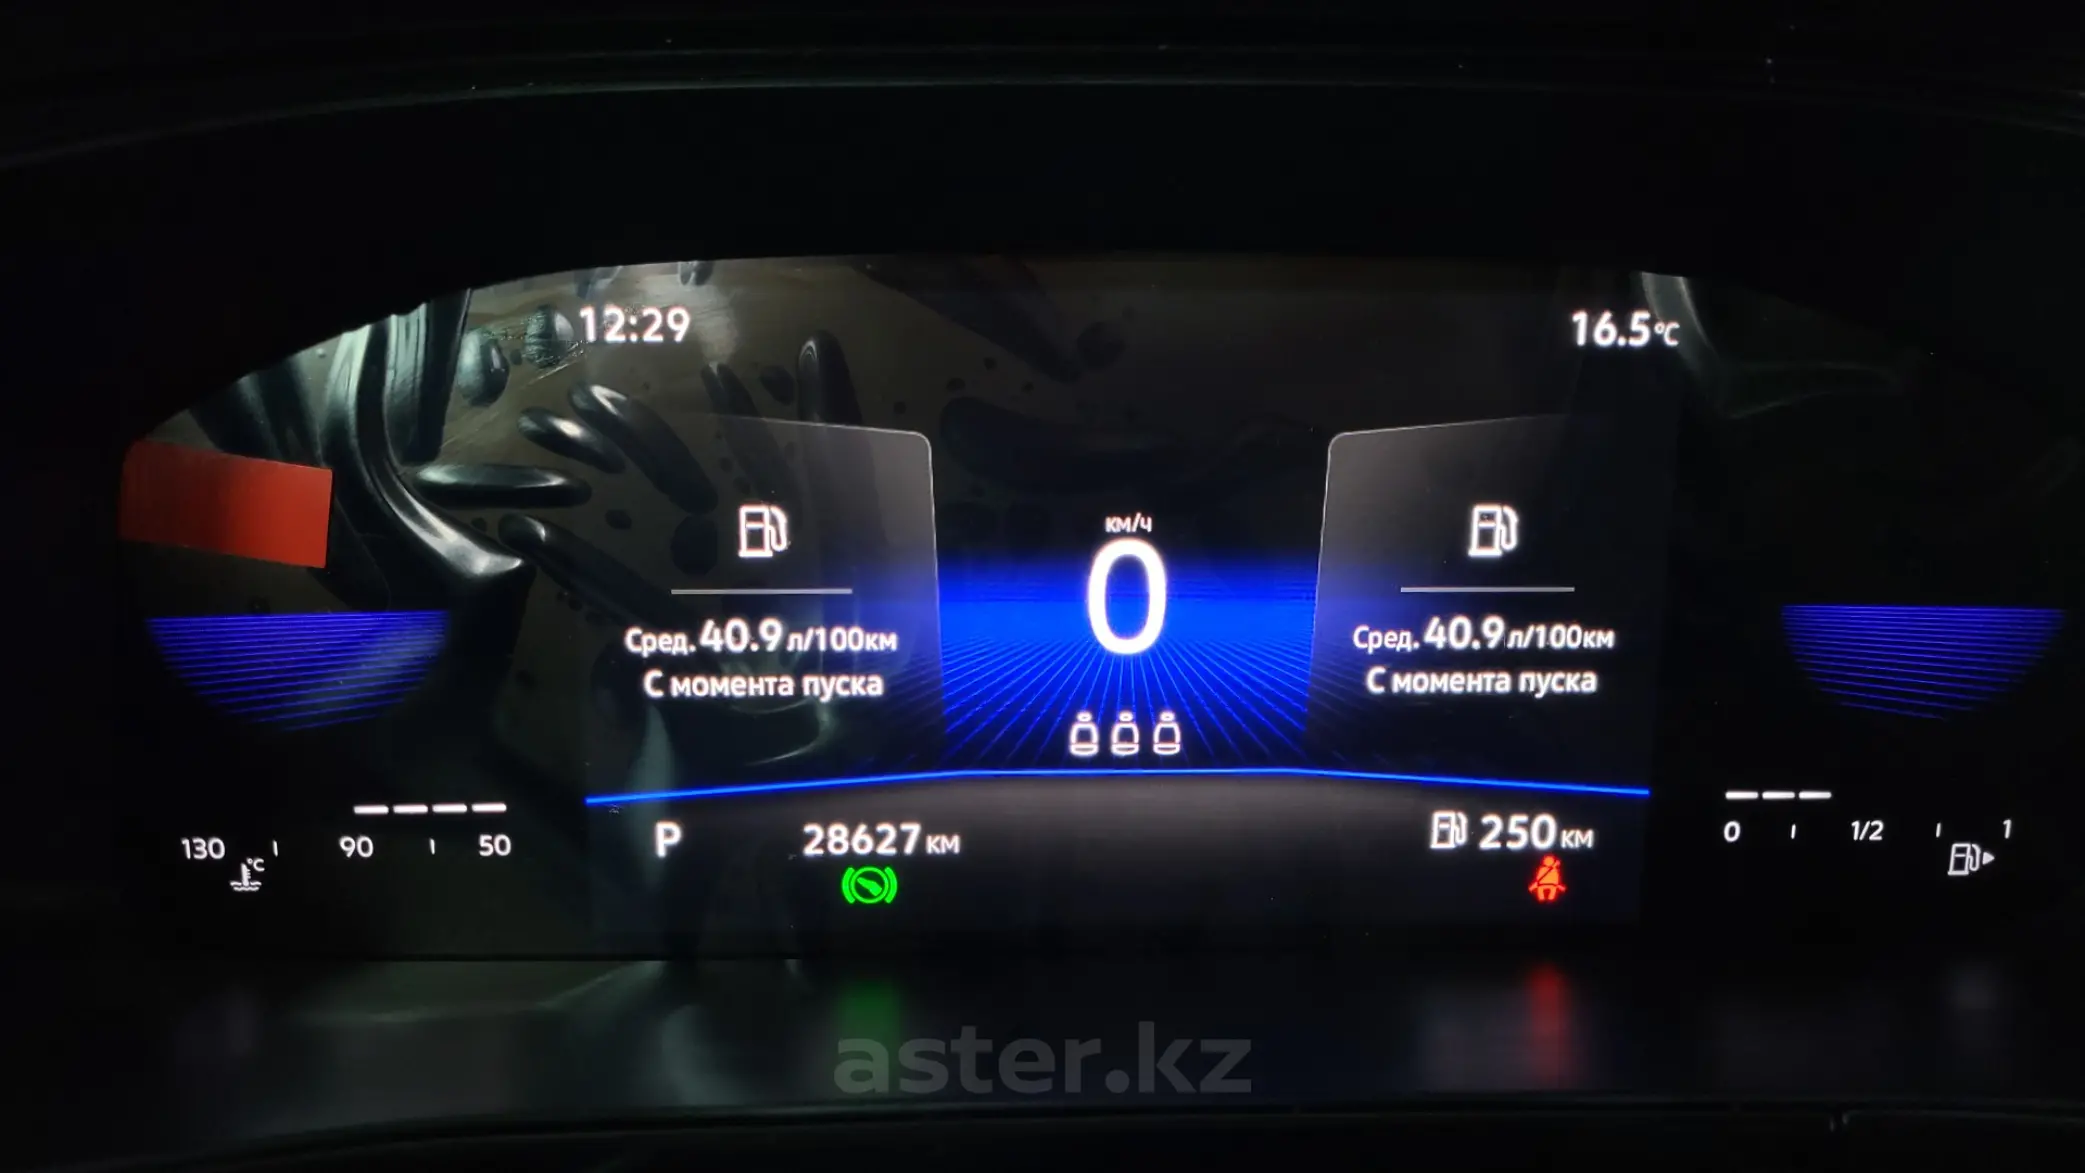 12:29
16.5°C
км/ч
0
Сред. 40.9 л/100км
С момента пуска
Сред. 40.9 л/100км
С момента пуска
130 90 50
°C
P
28627 км
250 км
0 1/2 1
aster.kz